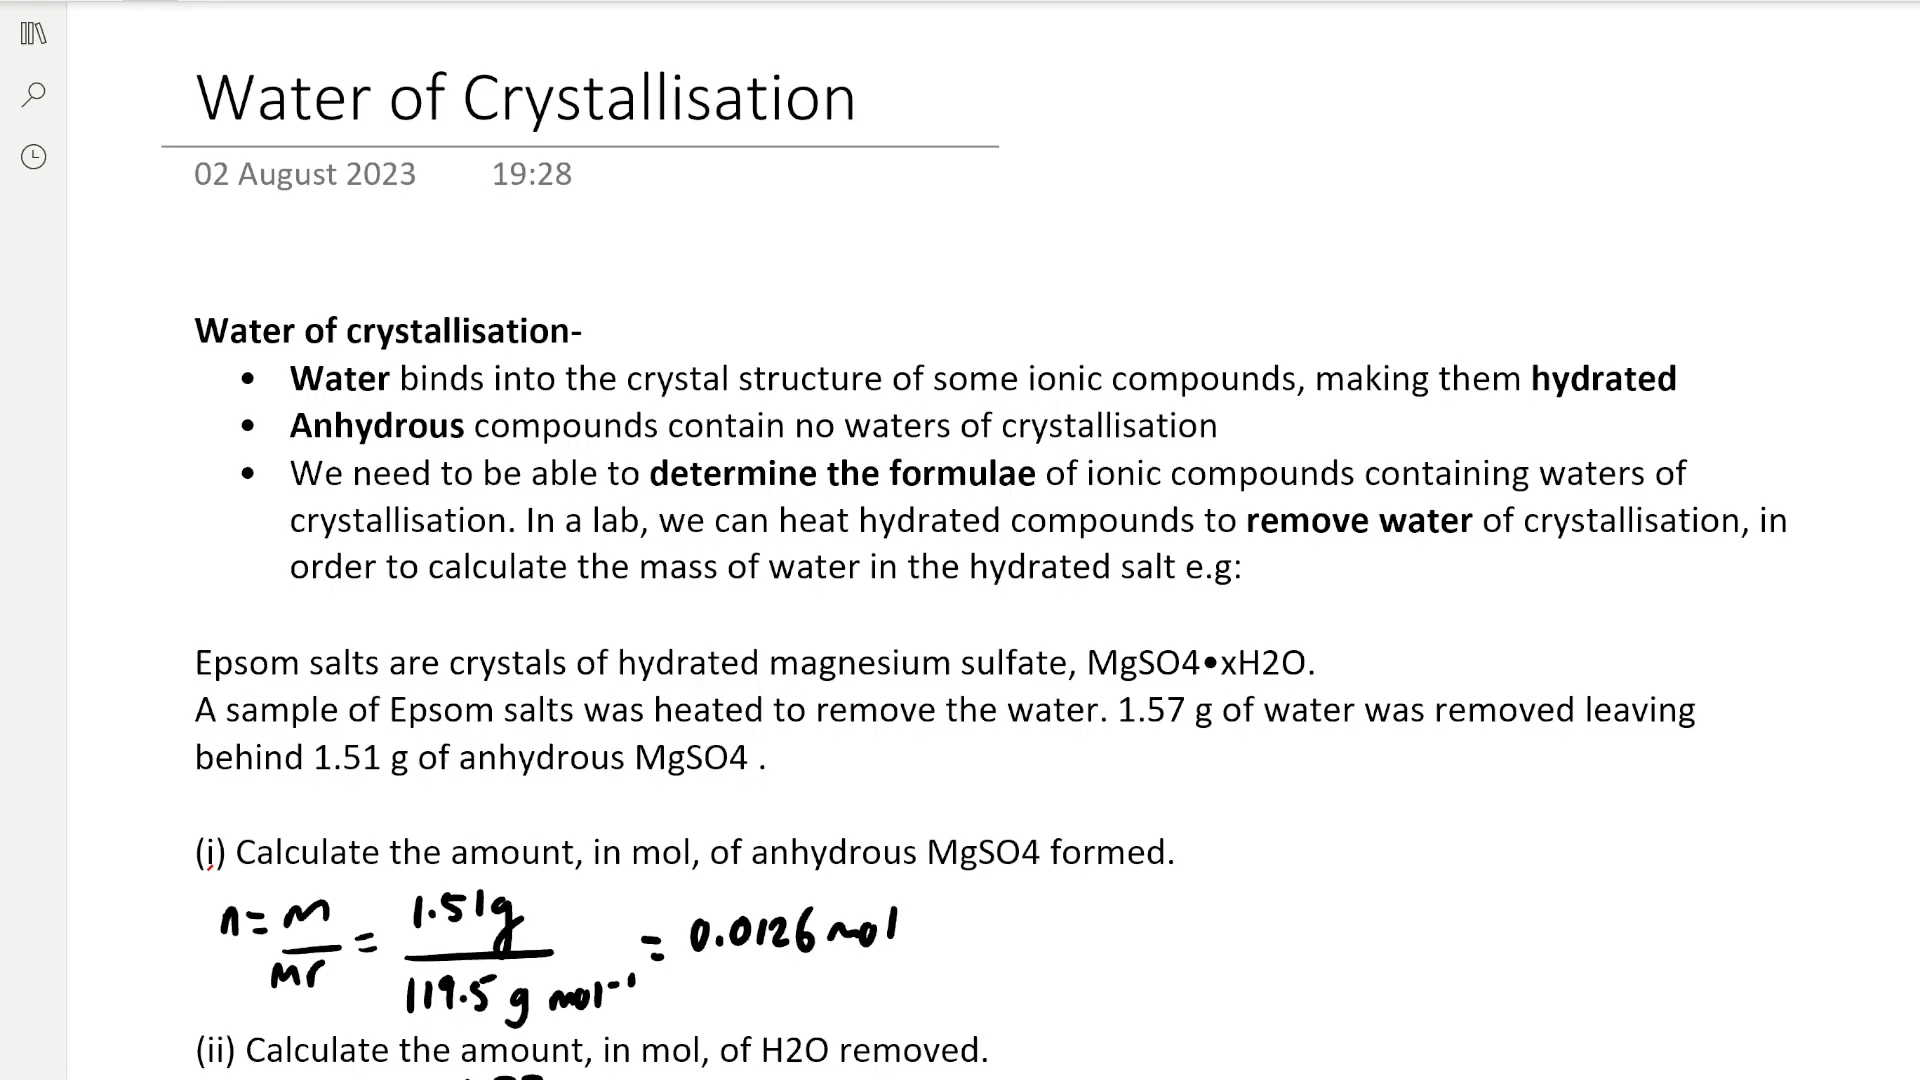 Water of Crystallisation
02 August 2023 19:28
Water of crystallisation-
• Water binds into the crystal structure of some ionic compounds, making them hydrated
• Anhydrous compounds contain no waters of crystallisation
• We need to be able to determine the formulae of ionic compounds containing waters of
crystallisation. In a lab, we can heat hydrated compounds to remove water of crystallisation, in
order to calculate the mass of water in the hydrated salt e.g:
Epsom salts are crystals of hydrated magnesium sulfate, MgSO4•xH2O.
A sample of Epsom salts was heated to remove the water. 1.57 g of water was removed leaving
behind 1.51 g of anhydrous MgSO4 .
(i) Calculate the amount, in mol, of anhydrous MgSO4 formed.
n = m/Mr = 1.51g/119.5 g mol⁻¹ = 0.0126 mol
(ii) Calculate the amount, in mol, of H2O removed.